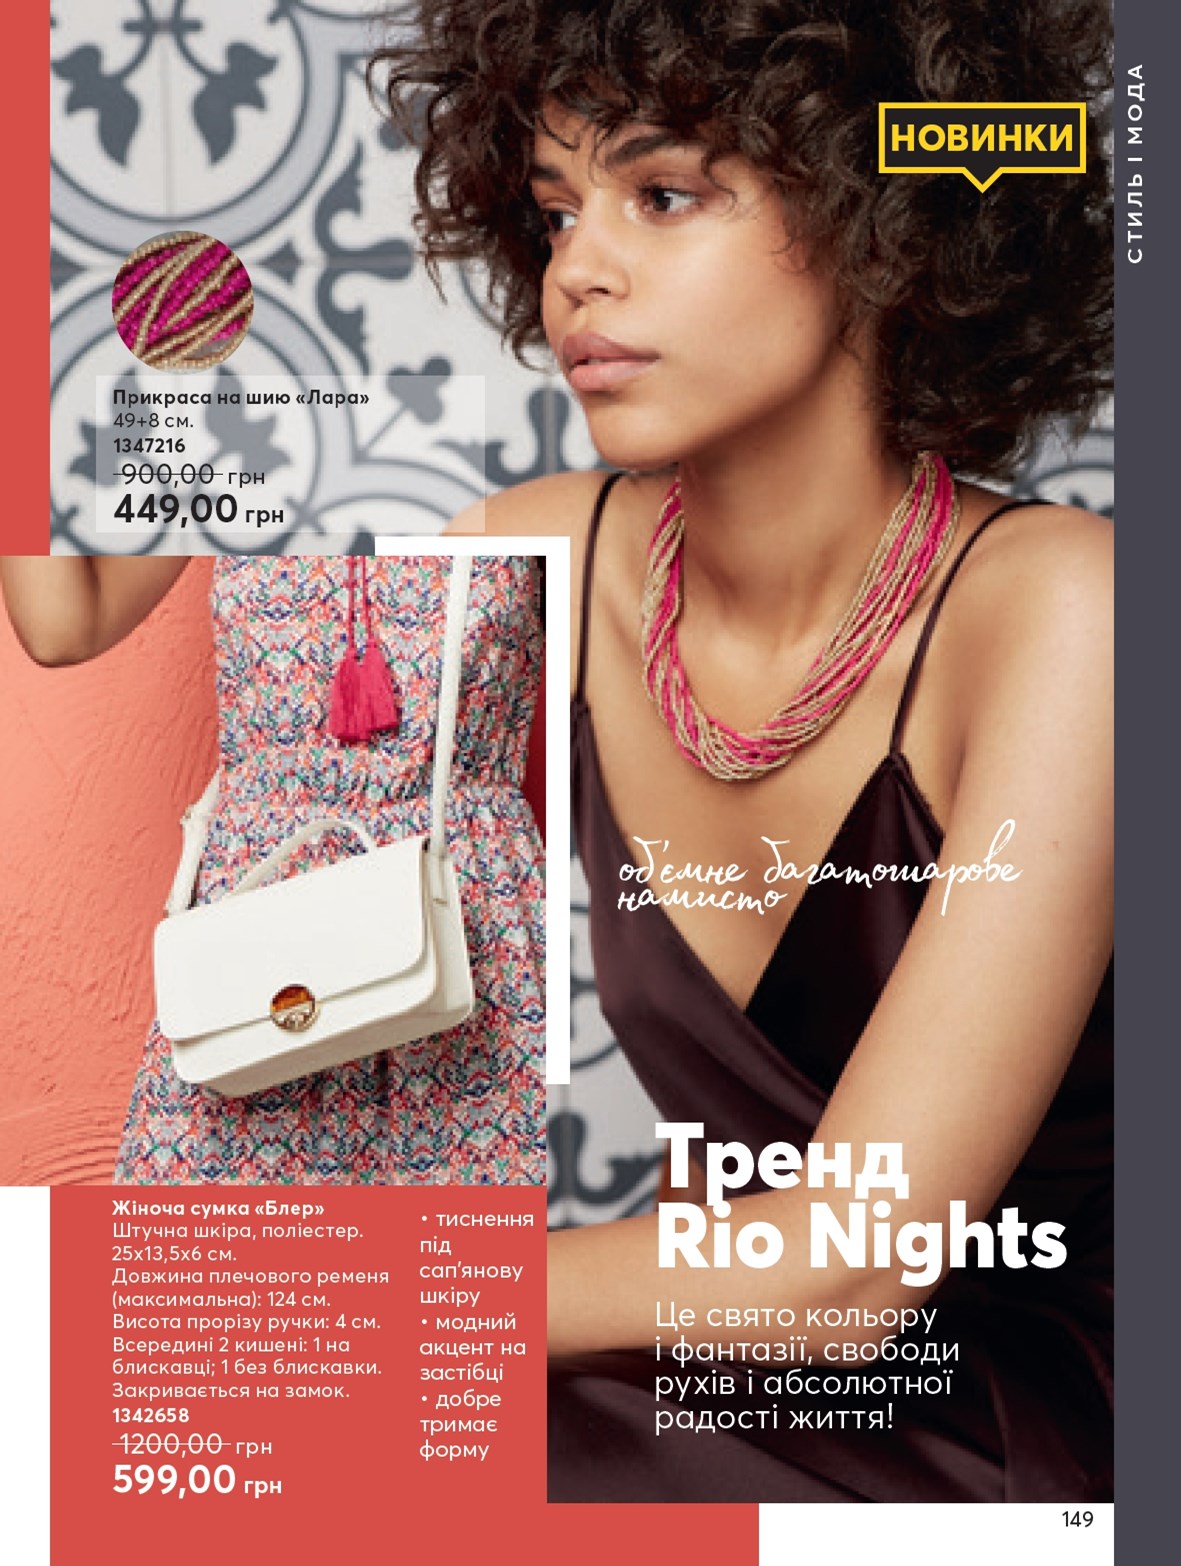 СТИЛЬ І МОДА
НОВИНКИ
Прикраса на шию «Лара»
49+8 см.
1347216
900,00 грн
449,00 грн
об'ємне багатошарове
намисто
Тренд
Rio Nights
Це свято кольору
і фантазії, свободи
рухів і абсолютної
радості життя!
Жіноча сумка «Блер»
Штучна шкіра, поліестер.
25х13,5х6 см.
Довжина плечового ременя
(максимальна): 124 см.
Висота прорізу ручки: 4 см.
Всередині 2 кишені: 1 на
блискавці; 1 без блискавки.
Закривається на замок.
1342658
1200,00 грн
599,00 грн
• тиснення
під
сап'янову
шкіру
• модний
акцент на
застібці
• добре
тримає
форму
149